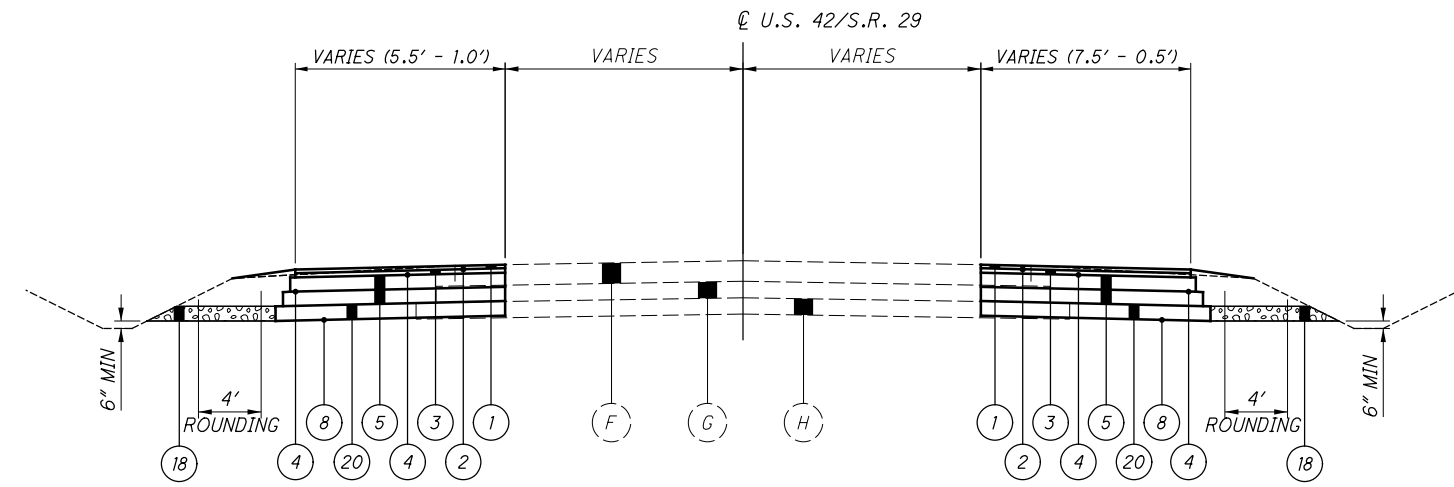 ℄ U.S. 42/S.R. 29
VARIES (5.5' - 1.0')
VARIES
VARIES
VARIES (7.5' - 0.5')
6" MIN
4'
ROUNDING
8
5
3
1
F
G
H
1
3
5
8
4'
ROUNDING
6" MIN
18
4
20
4
2
2
4
20
4
18